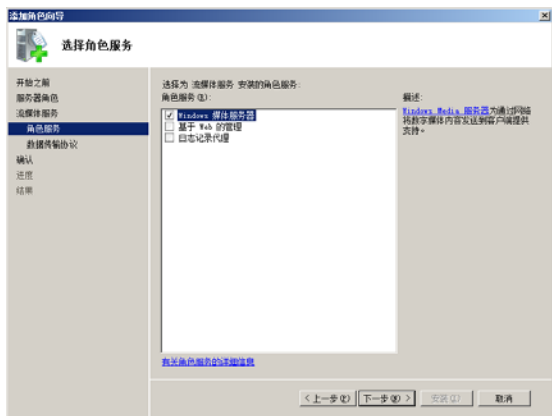 添加角色向导
选择角色服务
开始之前
服务器角色
流媒体服务
角色服务
数据传输协议
确认
进度
结果
选择为 流媒体服务 安装的角色服务:
角色服务(R):
Windows 媒体服务器
基于 Web 的管理
日志记录代理
有关角色服务的详细信息
概述:
Windows Media 服务器为通过网络
将数字媒体内容发送到客户端提供
支持。
< 上一步(P)
下一步(N) >
安装(I)
取消